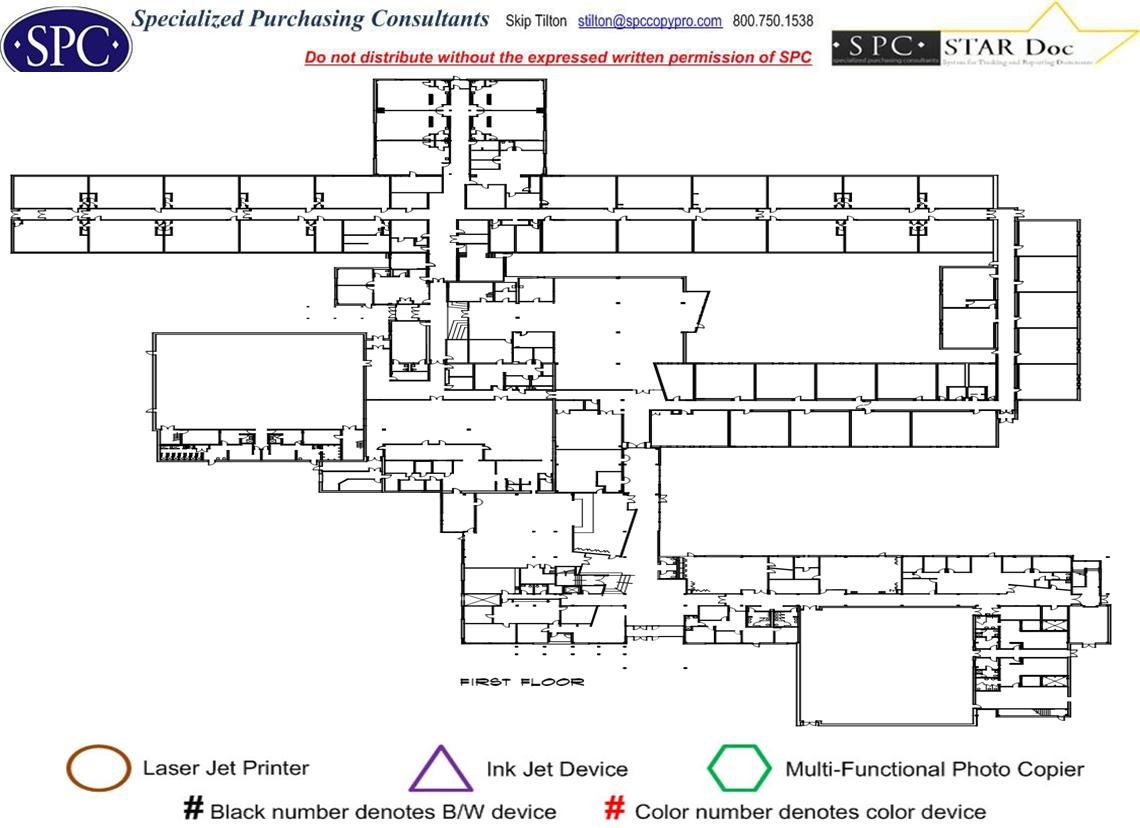 Specialized Purchasing Consultants Skip Tilton stilton@spccopypro.com 800.750.1538
·SPC·
Do not distribute without the expressed written permission of SPC
·SPC· STAR Doc
specialized purchasing consultants System for Tracking and Reporting Documents
FIRST FLOOR
Laser Jet Printer Ink Jet Device Multi-Functional Photo Copier
# Black number denotes B/W device # Color number denotes color device